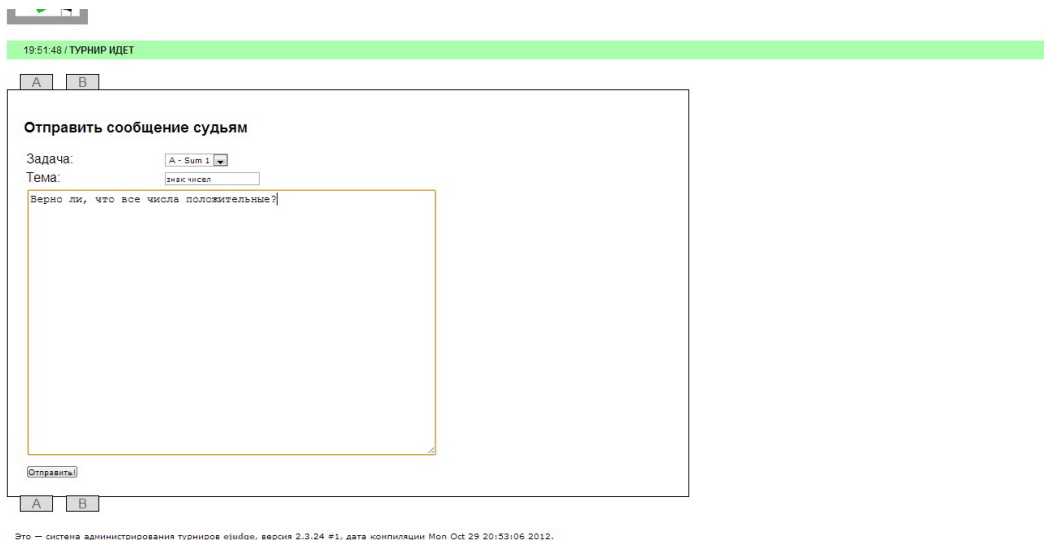 19:51:48 / ТУРНИР ИДЕТ
A B
Отправить сообщение судьям
Задача: A - Sum 1
Тема: знак чисел
Верно ли, что все числа положительные?
Отправить!
A B
Это — система администрирования турниров ejudge, версия 2.3.24 #1, дата компиляции Mon Oct 29 20:53:06 2012.